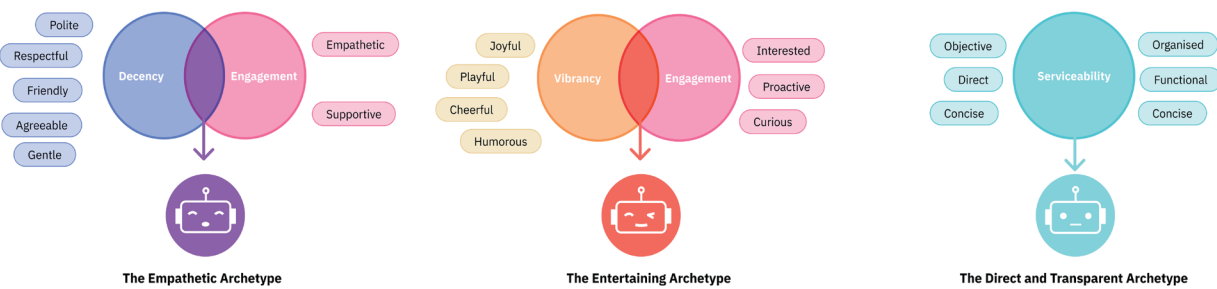 Polite
Respectful
Friendly
Agreeable
Gentle
Decency
Engagement
Empathetic
Supportive
The Empathetic Archetype
Joyful
Playful
Cheerful
Humorous
Vibrancy
Engagement
Interested
Proactive
Curious
The Entertaining Archetype
Objective
Direct
Concise
Serviceability
Organised
Functional
Concise
The Direct and Transparent Archetype